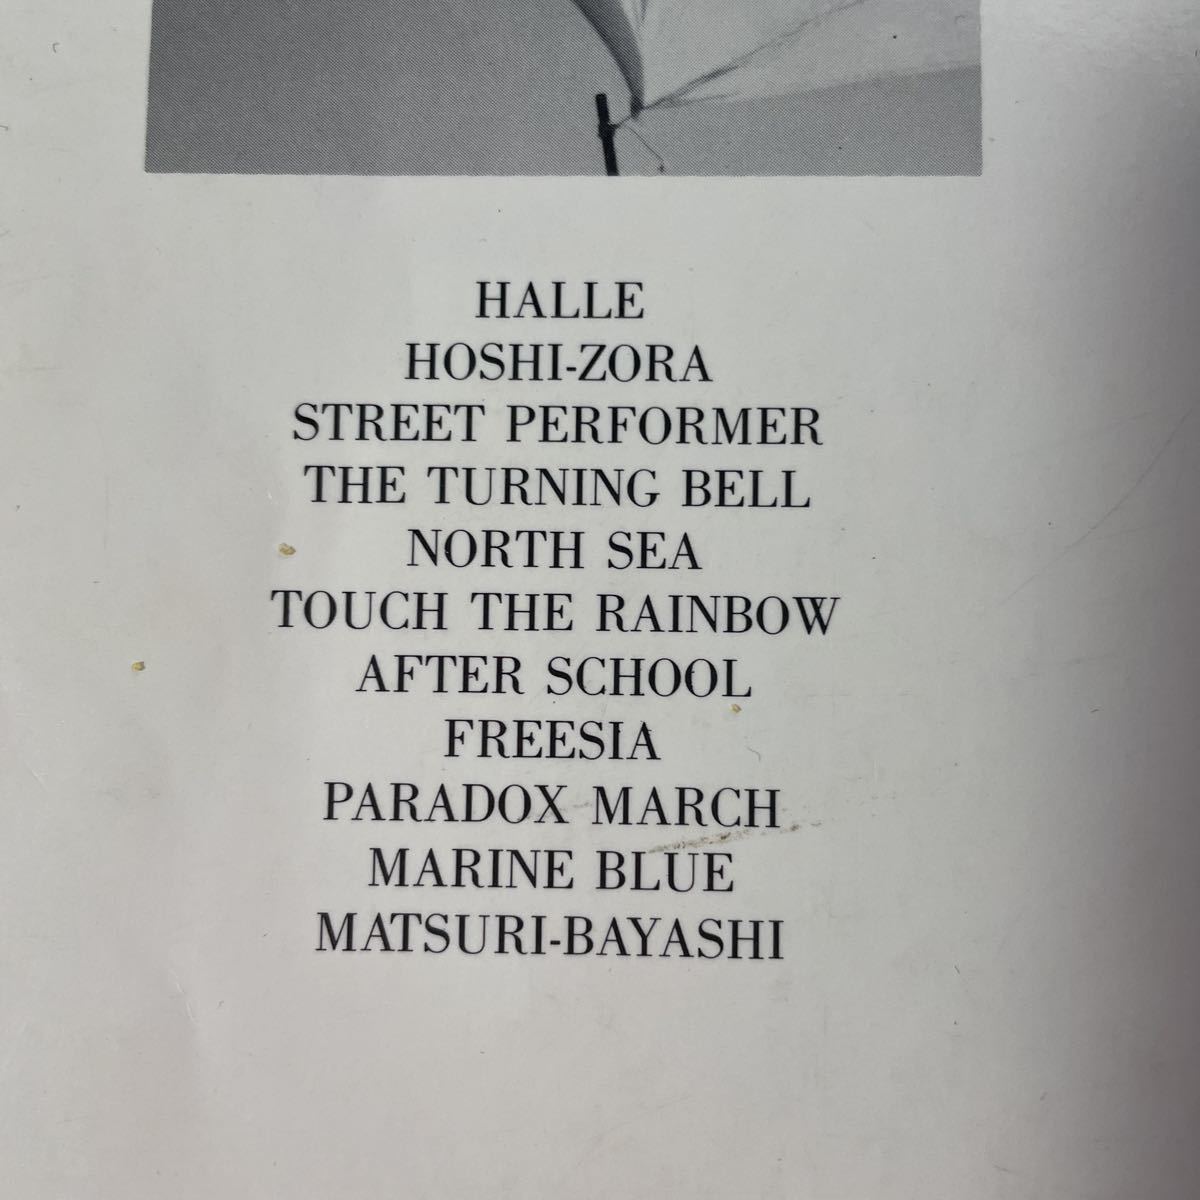 HALLE
HOSHI-ZORA
STREET PERFORMER
THE TURNING BELL
NORTH SEA
TOUCH THE RAINBOW
AFTER SCHOOL
FREESIA
PARADOX MARCH
MARINE BLUE
MATSURI-BAYASHI